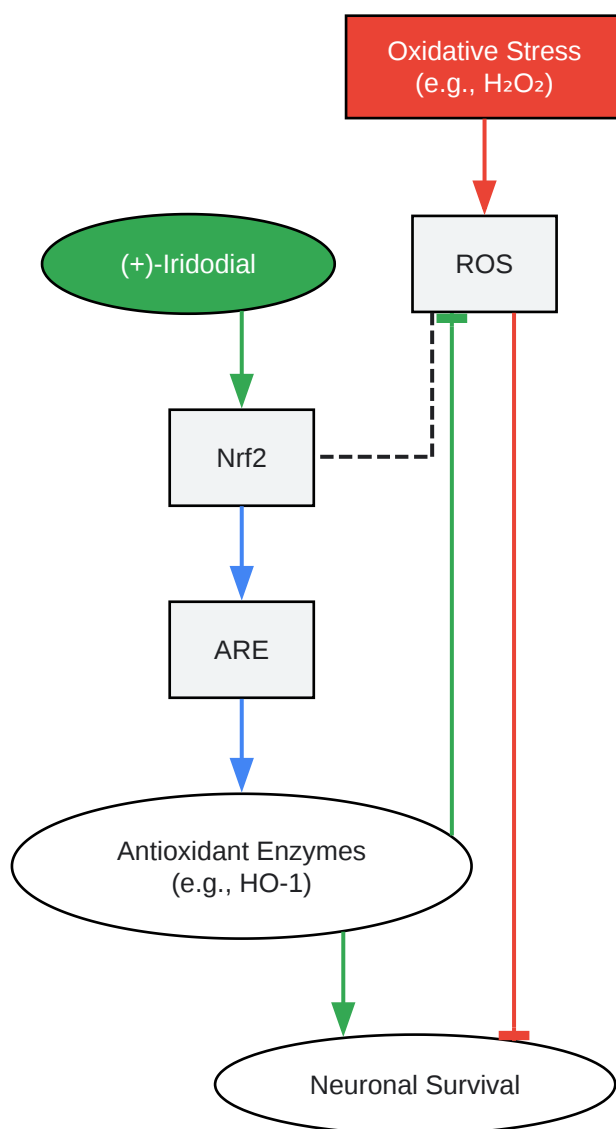 Oxidative Stress
(e.g., H₂O₂)
(+)-Iridodial
ROS
Nrf2
ARE
Antioxidant Enzymes
(e.g., HO-1)
Neuronal Survival